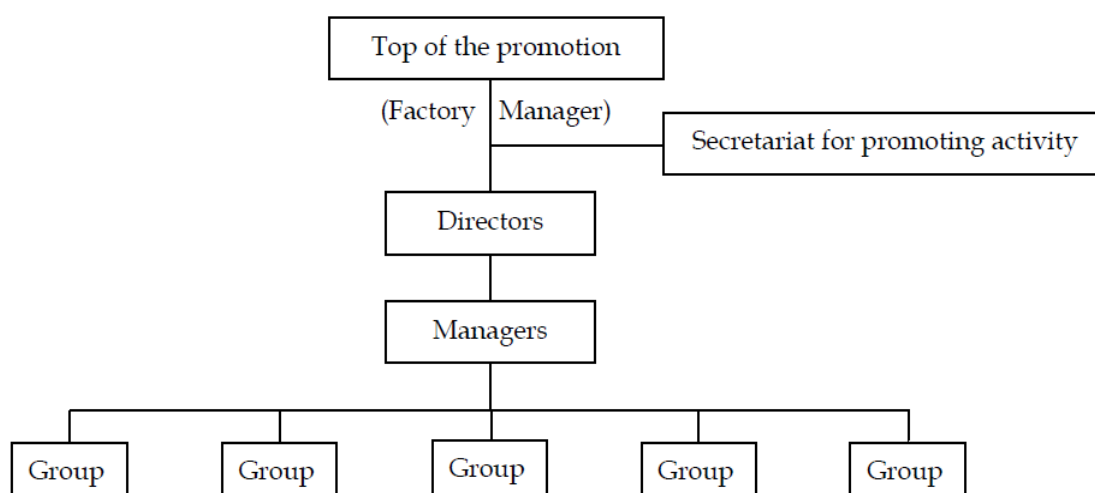 Top of the promotion
(Factory Manager)
Secretariat for promoting activity
Directors
Managers
Group
Group
Group
Group
Group